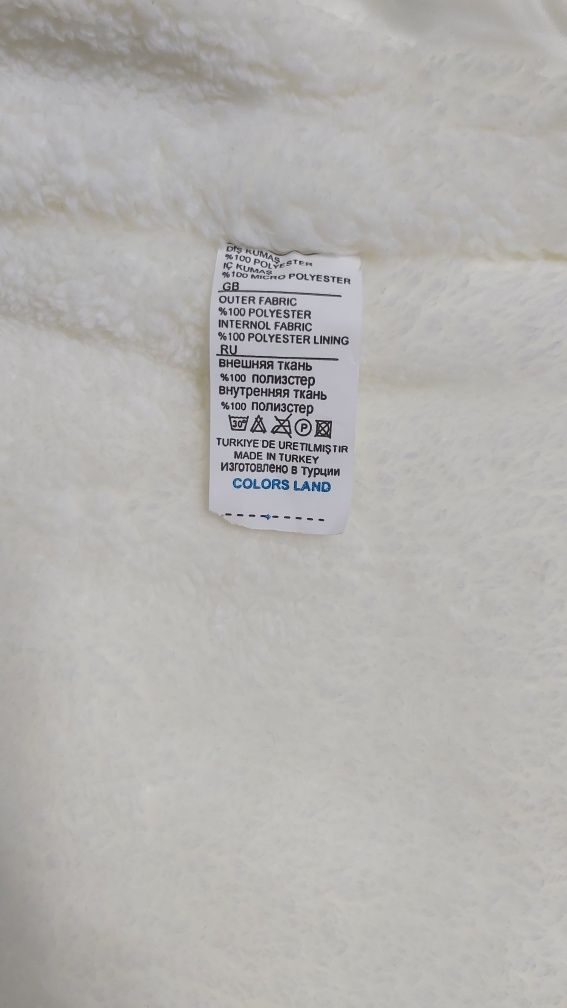 DIŞ KUMAŞ
%100 POLYESTER
IÇ KUMAŞ
%100 MICRO POLYESTER
GB
OUTER FABRIC
%100 POLYESTER
INTERNOL FABRIC
%100 POLYESTER LINING
RU
внешняя ткань
%100 полизстер
внутренняя ткань
%100 полизстер
30°
P
TURKIYE DE URETILMIŞTIR
MADE IN TURKEY
Изготовлено в турции
COLORS LAND